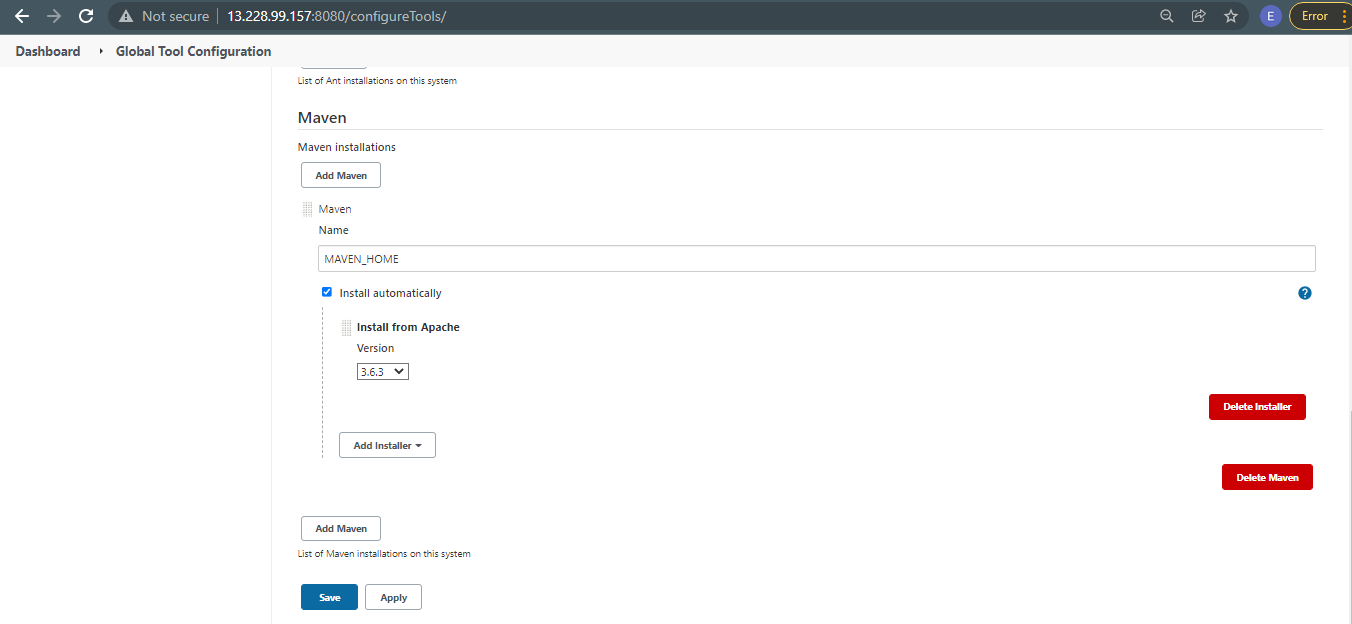 Not secure 13.228.99.157:8080/configureTools/ E Error
Dashboard Global Tool Configuration
List of Ant installations on this system
Maven
Maven installations
Add Maven
Maven
Name
MAVEN_HOME
Install automatically ?
Install from Apache
Version
3.6.3
Delete Installer
Add Installer
Delete Maven
Add Maven
List of Maven installations on this system
Save Apply